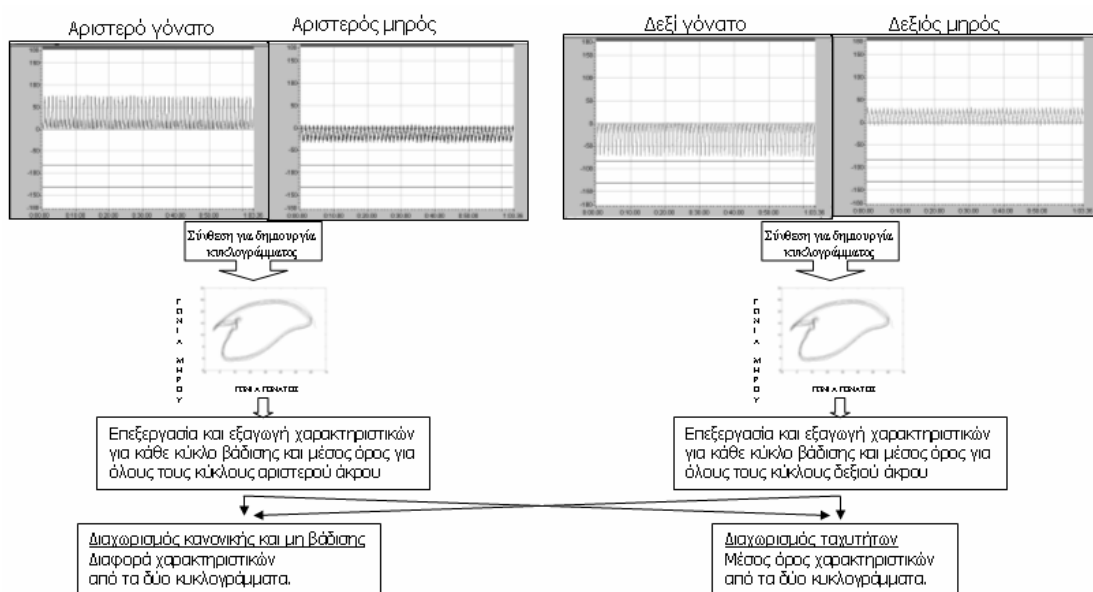 Αριστερό γόνατο
Αριστερός μηρός
Δεξί γόνατο
Δεξιός μηρός
Σύνθεση για δημιουργία
κυκλογράμματος
Σύνθεση για δημιουργία
κυκλογράμματος
ΓΩΝΙΑ ΜΗΡΟΥ
ΓΩΝΙΑ ΓΟΝΑΤΟΣ
ΓΩΝΙΑ ΜΗΡΟΥ
ΓΩΝΙΑ ΓΟΝΑΤΟΣ
Επεξεργασία και εξαγωγή χαρακτηριστικών
για κάθε κύκλο βάδισης και μέσος όρος για
όλους τους κύκλους αριστερού άκρου
Επεξεργασία και εξαγωγή χαρακτηριστικών
για κάθε κύκλο βάδισης και μέσος όρος για
όλους τους κύκλους δεξιού άκρου
Διαχωρισμός κανονικής και μη βάδισης
Διαφορά χαρακτηριστικών
από τα δύο κυκλογράμματα.
Διαχωρισμός ταχυτήτων
Μέσος όρος χαρακτηριστικών
από τα δύο κυκλογράμματα.